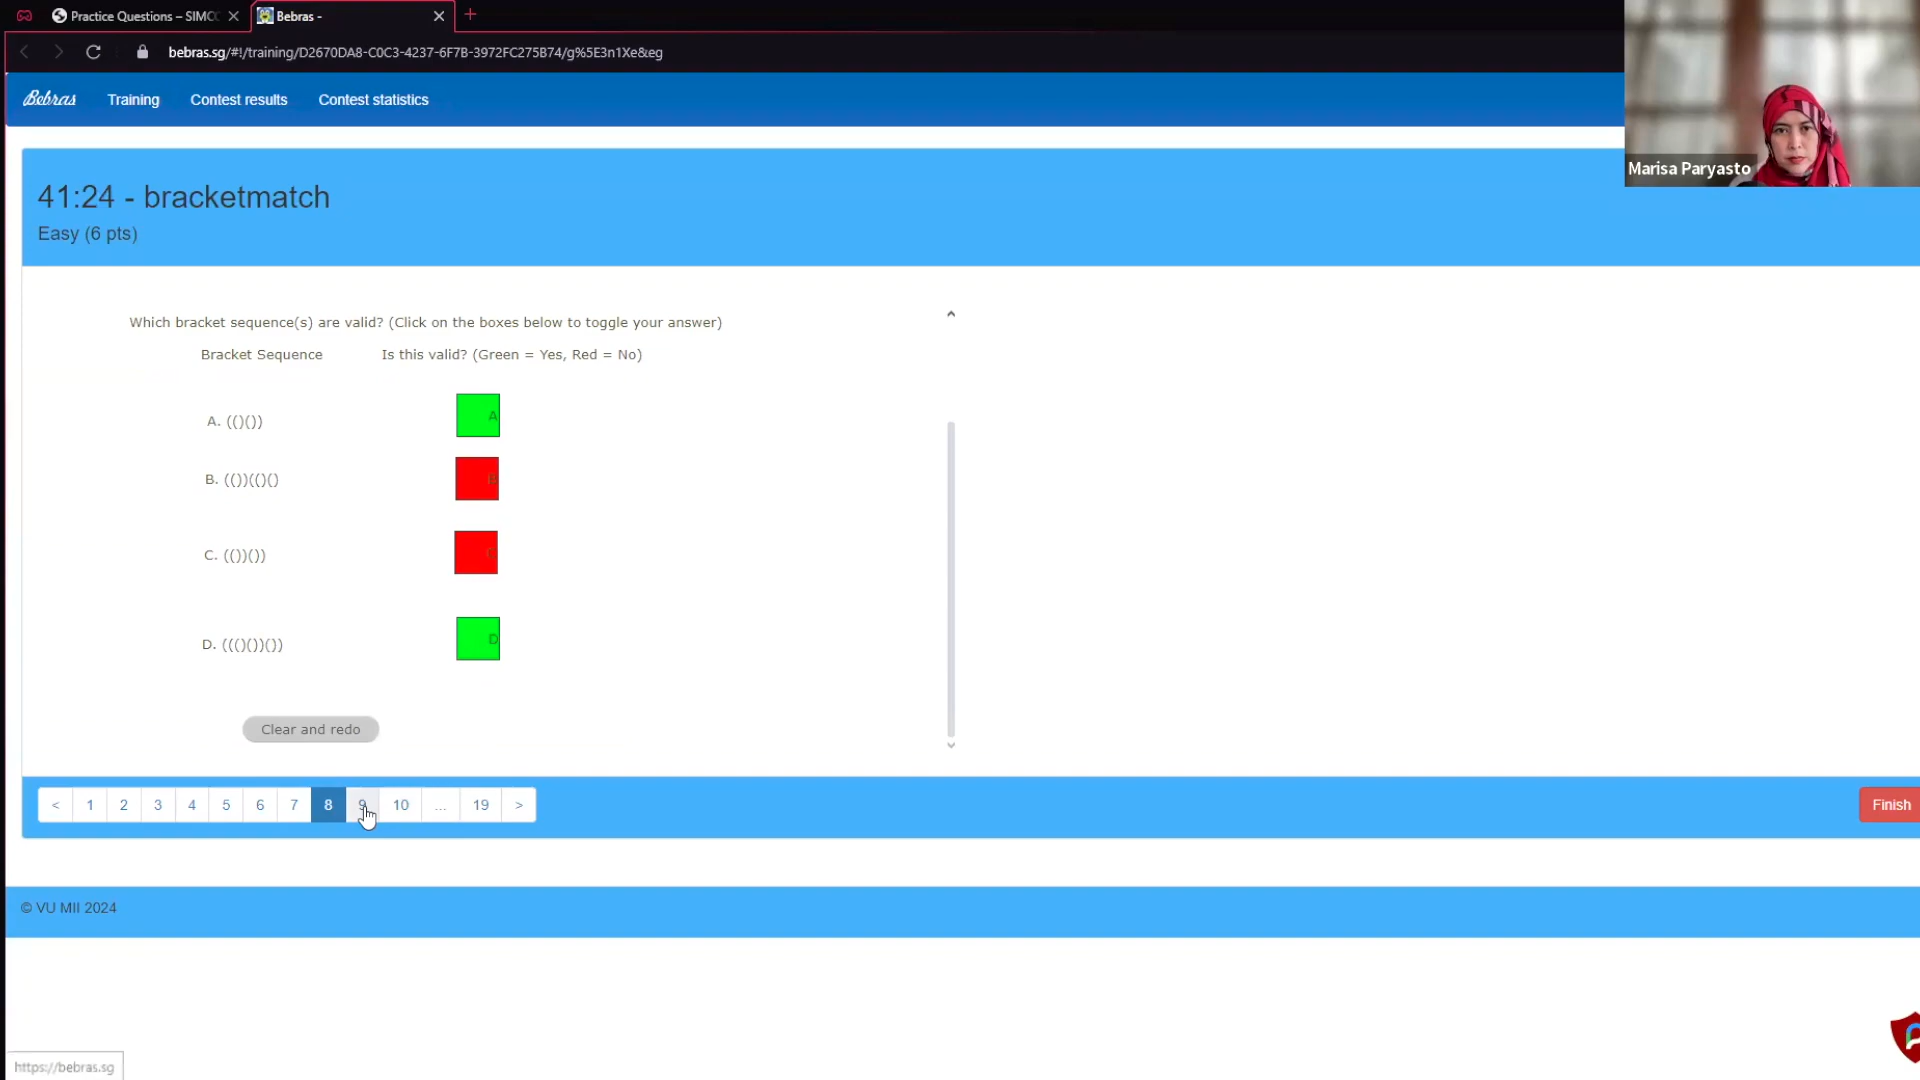 Practice Questions – SIMCC
Bebras -
bebras.sg/#!/training/D2670DA8-C0C3-4237-6F7B-3972FC275B74/g%5E3n1Xe&eg
Bebras
Training
Contest results
Contest statistics
Marisa Paryasto
41:24 - bracketmatch
Easy (6 pts)
Which bracket sequence(s) are valid? (Click on the boxes below to toggle your answer)
Bracket Sequence
Is this valid? (Green = Yes, Red = No)
A. (()())
A
B. (())(()()
B
C. (())())
C
D. ((()())())
D
Clear and redo
< 1 2 3 4 5 6 7 8 9 10 ... 19 >
Finish
© VU MII 2024
https://bebras.sg